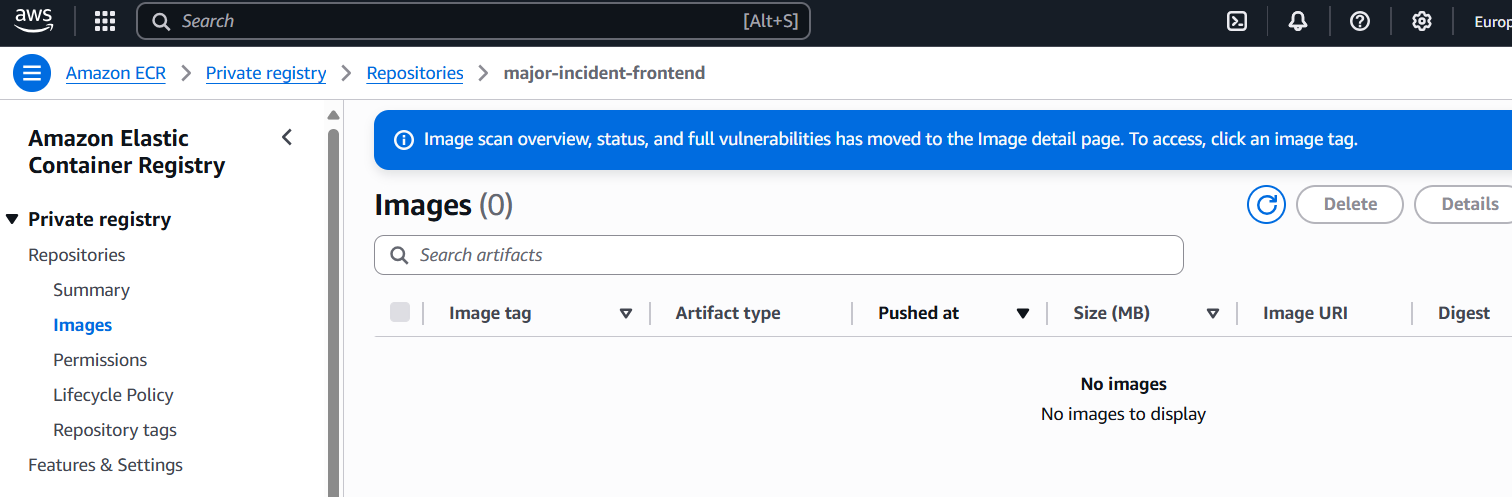 aws
Search [Alt+S]
Europ
Amazon ECR > Private registry > Repositories > major-incident-frontend
Amazon Elastic
Container Registry
Private registry
Repositories
Summary
Images
Permissions
Lifecycle Policy
Repository tags
Features & Settings
Image scan overview, status, and full vulnerabilities has moved to the Image detail page. To access, click an image tag.
Images (0)
Delete
Details
Search artifacts
Image tag Artifact type Pushed at Size (MB) Image URI Digest
No images
No images to display